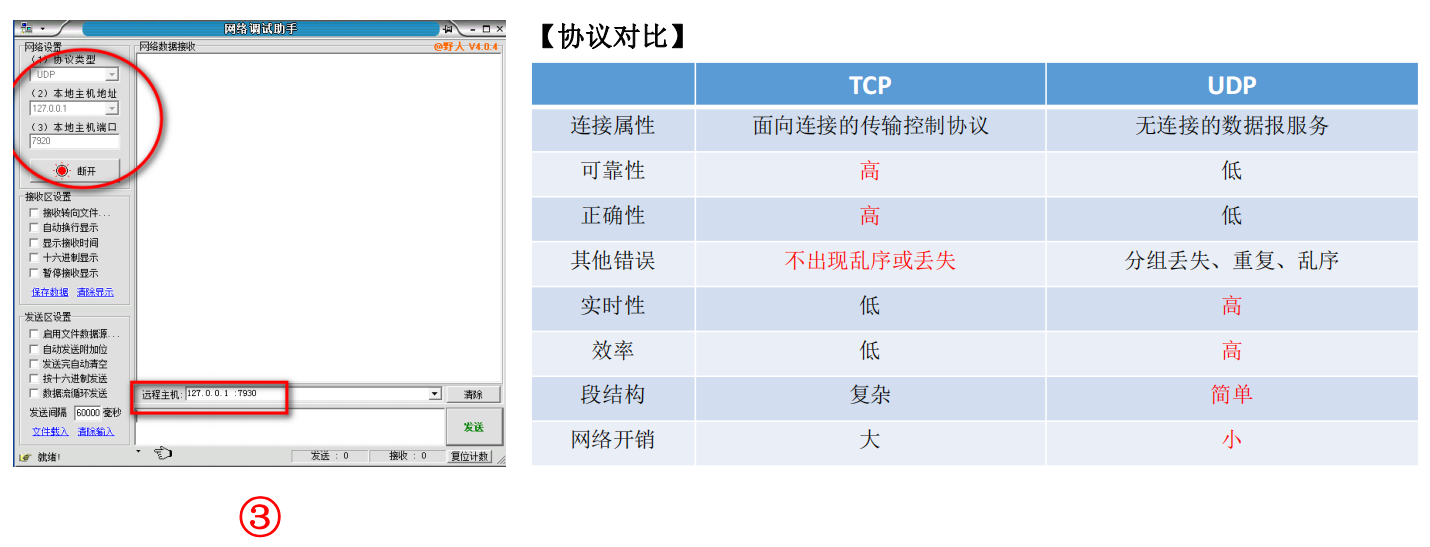 网络调试助手
网络设置
网络数据接收
@野人 V4.0.4
（1）协议类型
UDP
（2）本地主机地址
127.0.0.1
（3）本地主机端口
7920
断开
接收区设置
接收转向文件...
自动换行显示
显示接收时间
十六进制显示
暂停接收显示
保存数据 清除显示
发送区设置
启用文件数据源...
自动发送附加位
发送完自动清空
按十六进制发送
数据流循环发送
发送间隔 60000 毫秒
文件载入 清除输入
远程主机: 127.0.0.1 :7930
清除
发送
就绪!
发送 : 0
接收 : 0
复位计数
③
【协议对比】
TCP UDP
连接属性 面向连接的传输控制协议 无连接的数据报服务
可靠性 高 低
正确性 高 低
其他错误 不出现乱序或丢失 分组丢失、重复、乱序
实时性 低 高
效率 低 高
段结构 复杂 简单
网络开销 大 小